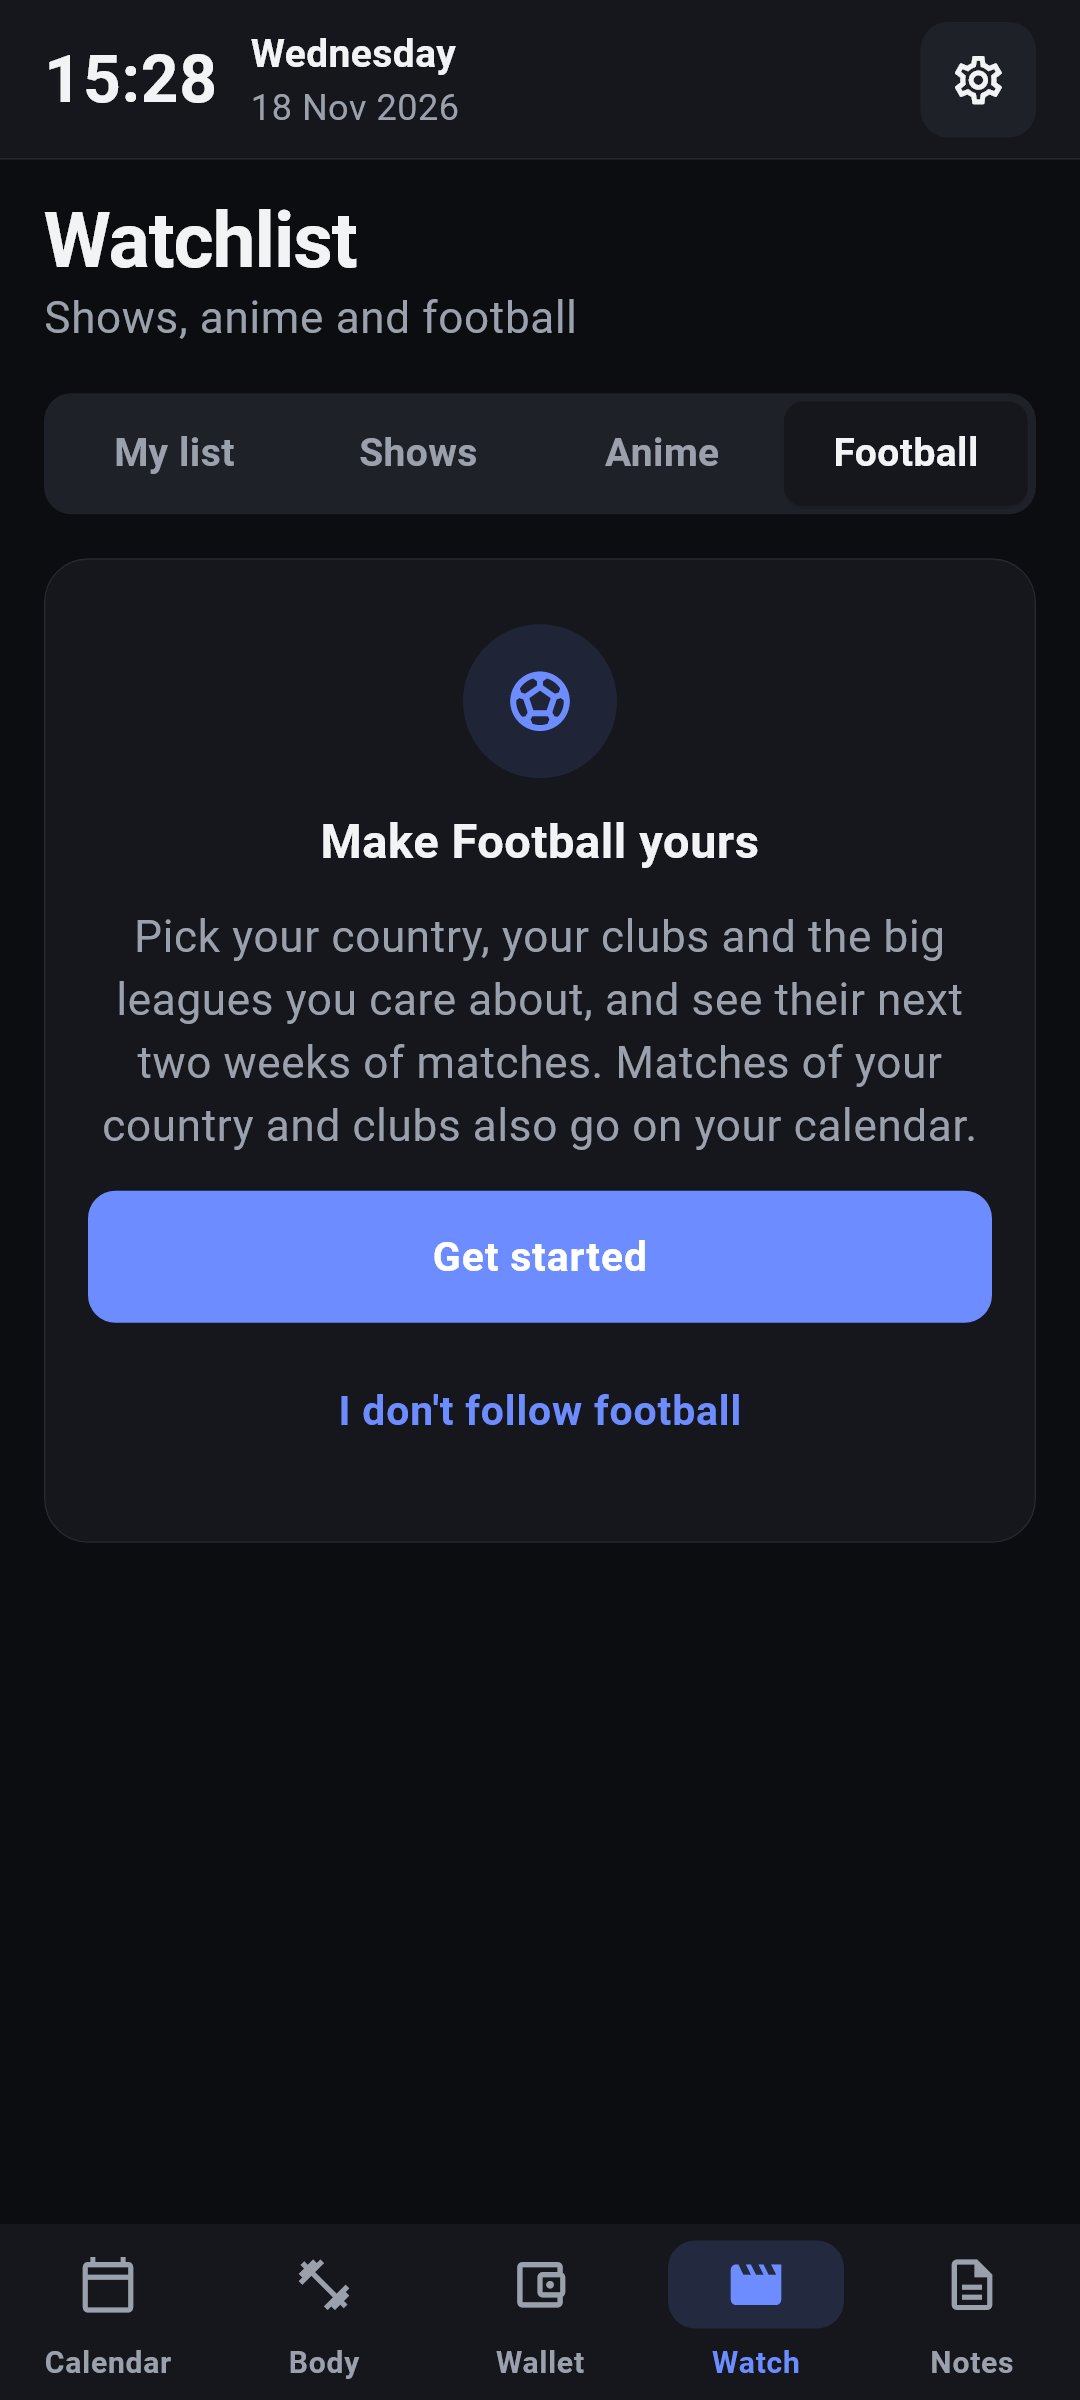 15:28
Wednesday
18 Nov 2026
Watchlist
Shows, anime and football
My list
Shows
Anime
Football
Make Football yours
Pick your country, your clubs and the big
leagues you care about, and see their next
two weeks of matches. Matches of your
country and clubs also go on your calendar.
Get started
I don't follow football
Calendar
Body
Wallet
Watch
Notes